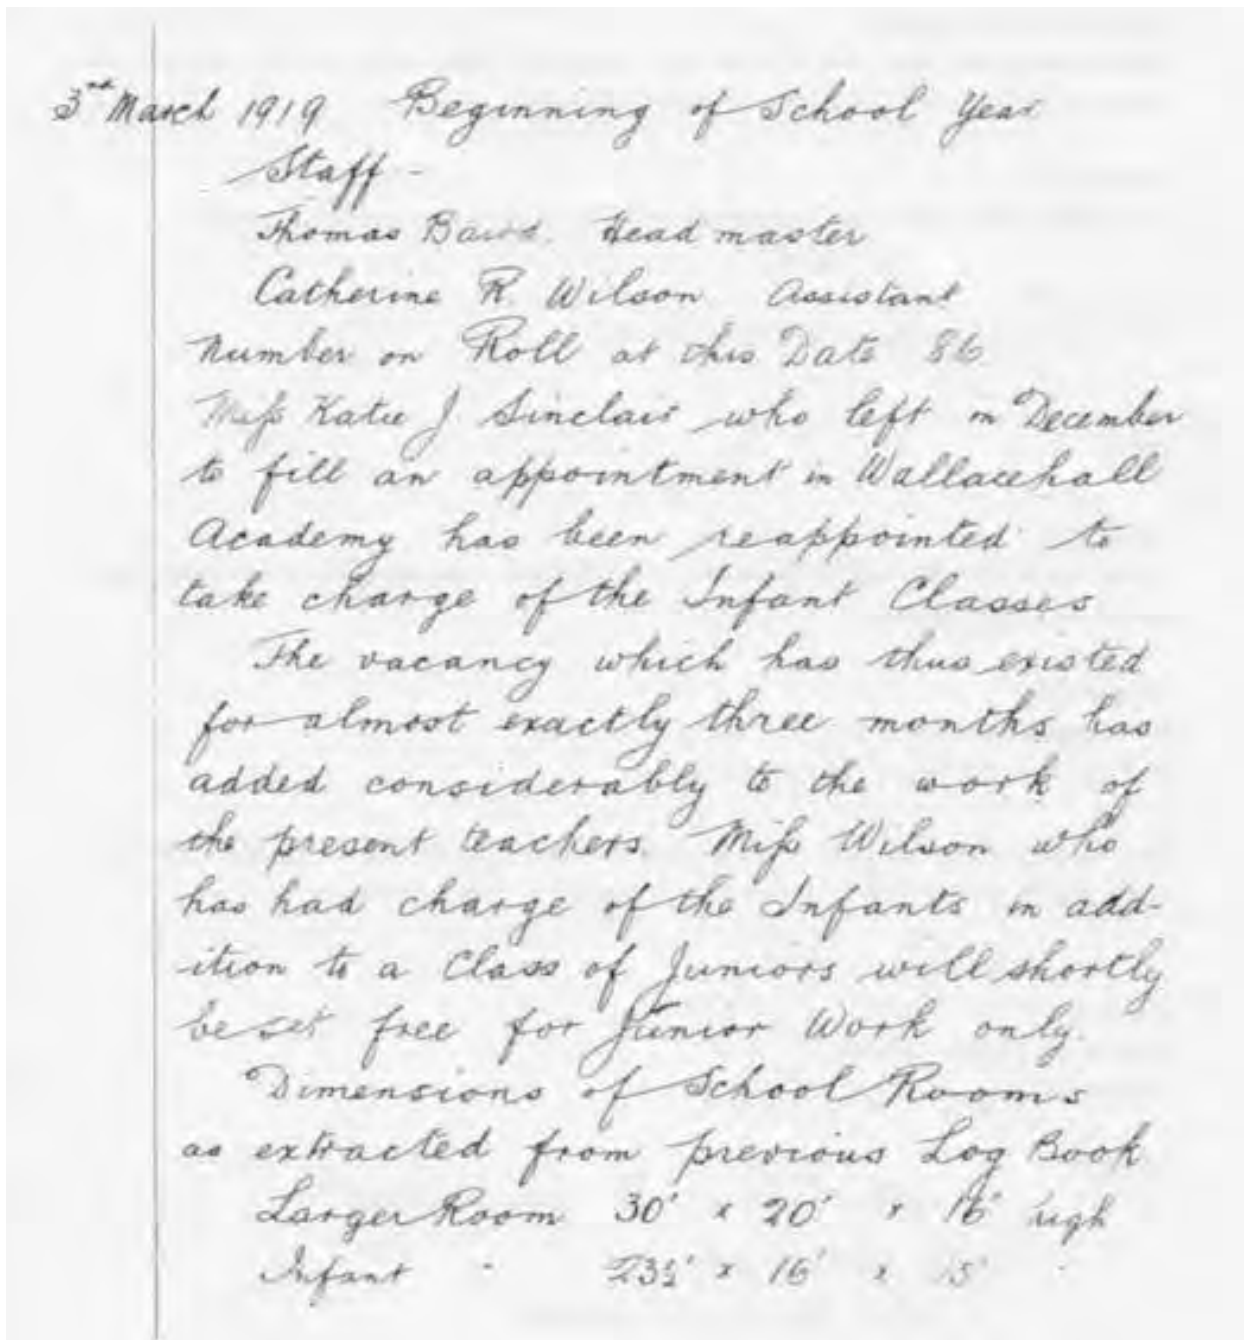 3rd March 1919 Beginning of School Year
Staff -
Thomas Baird. Head master
Catherine R. Wilson Assistant
Number on Roll at this Date 86
Miss Katie J. Sinclair who left in December
to fill an appointment in Wallacehall
Academy has been reappointed to
take charge of the Infant Classes
The vacancy which has thus existed
for almost exactly three months has
added considerably to the work of
the present teachers. Miss Wilson who
has had charge of the Infants in add-
ition to a Class of Juniors will shortly
be set free for Junior Work only.
Dimensions of School Rooms
as extracted from previous Log Book
Larger Room 30' x 20' x 16' high
Infant " 23½' x 16' x 15' "